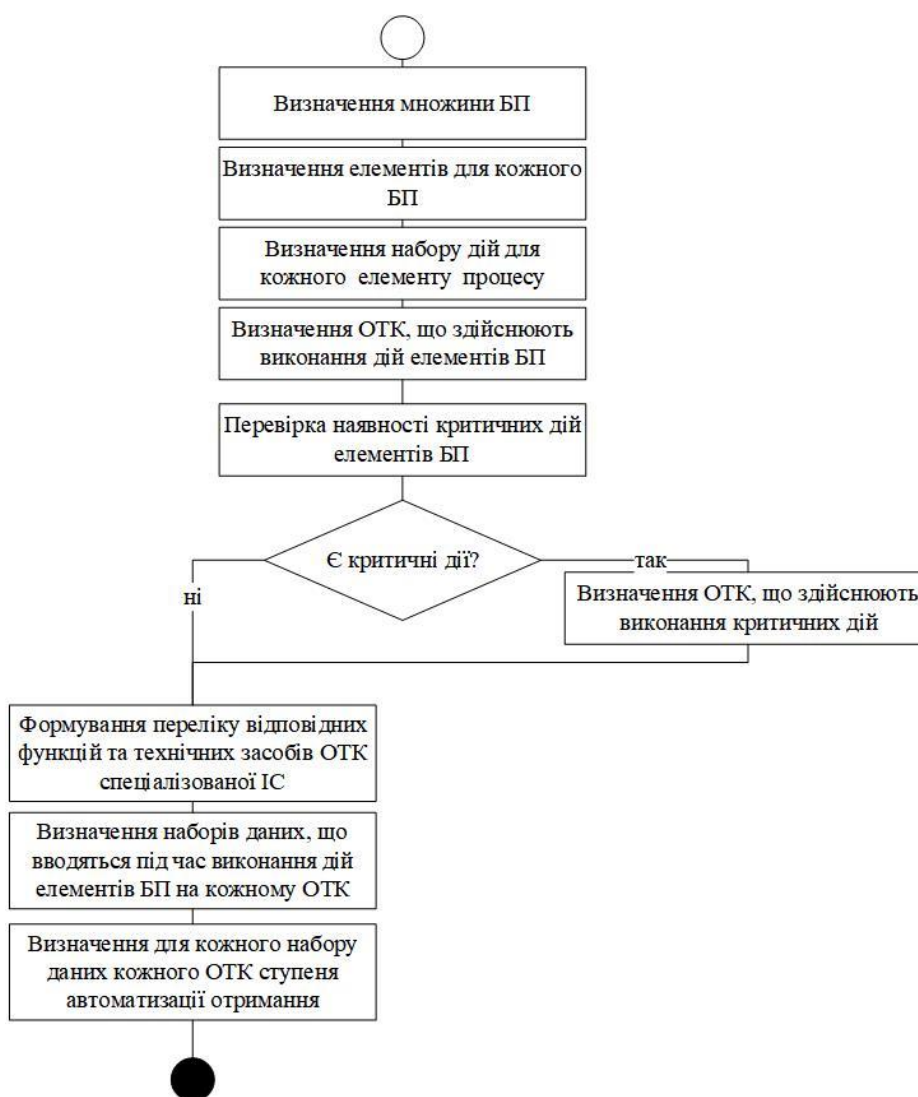 Визначення множини БП
Визначення елементів для кожного
БП
Визначення набору дій для
кожного елементу процесу
Визначення ОТК, що здійснюють
виконання дій елементів БП
Перевірка наявності критичних дій
елементів БП
Є критичні дії?
так
ні
Визначення ОТК, що здійснюють
виконання критичних дій
Формування переліку відповідних
функцій та технічних засобів ОТК
спеціалізованої ІС
Визначення наборів даних, що
вводяться під час виконання дій
елементів БП на кожному ОТК
Визначення для кожного набору
даних кожного ОТК ступеня
автоматизації отримання